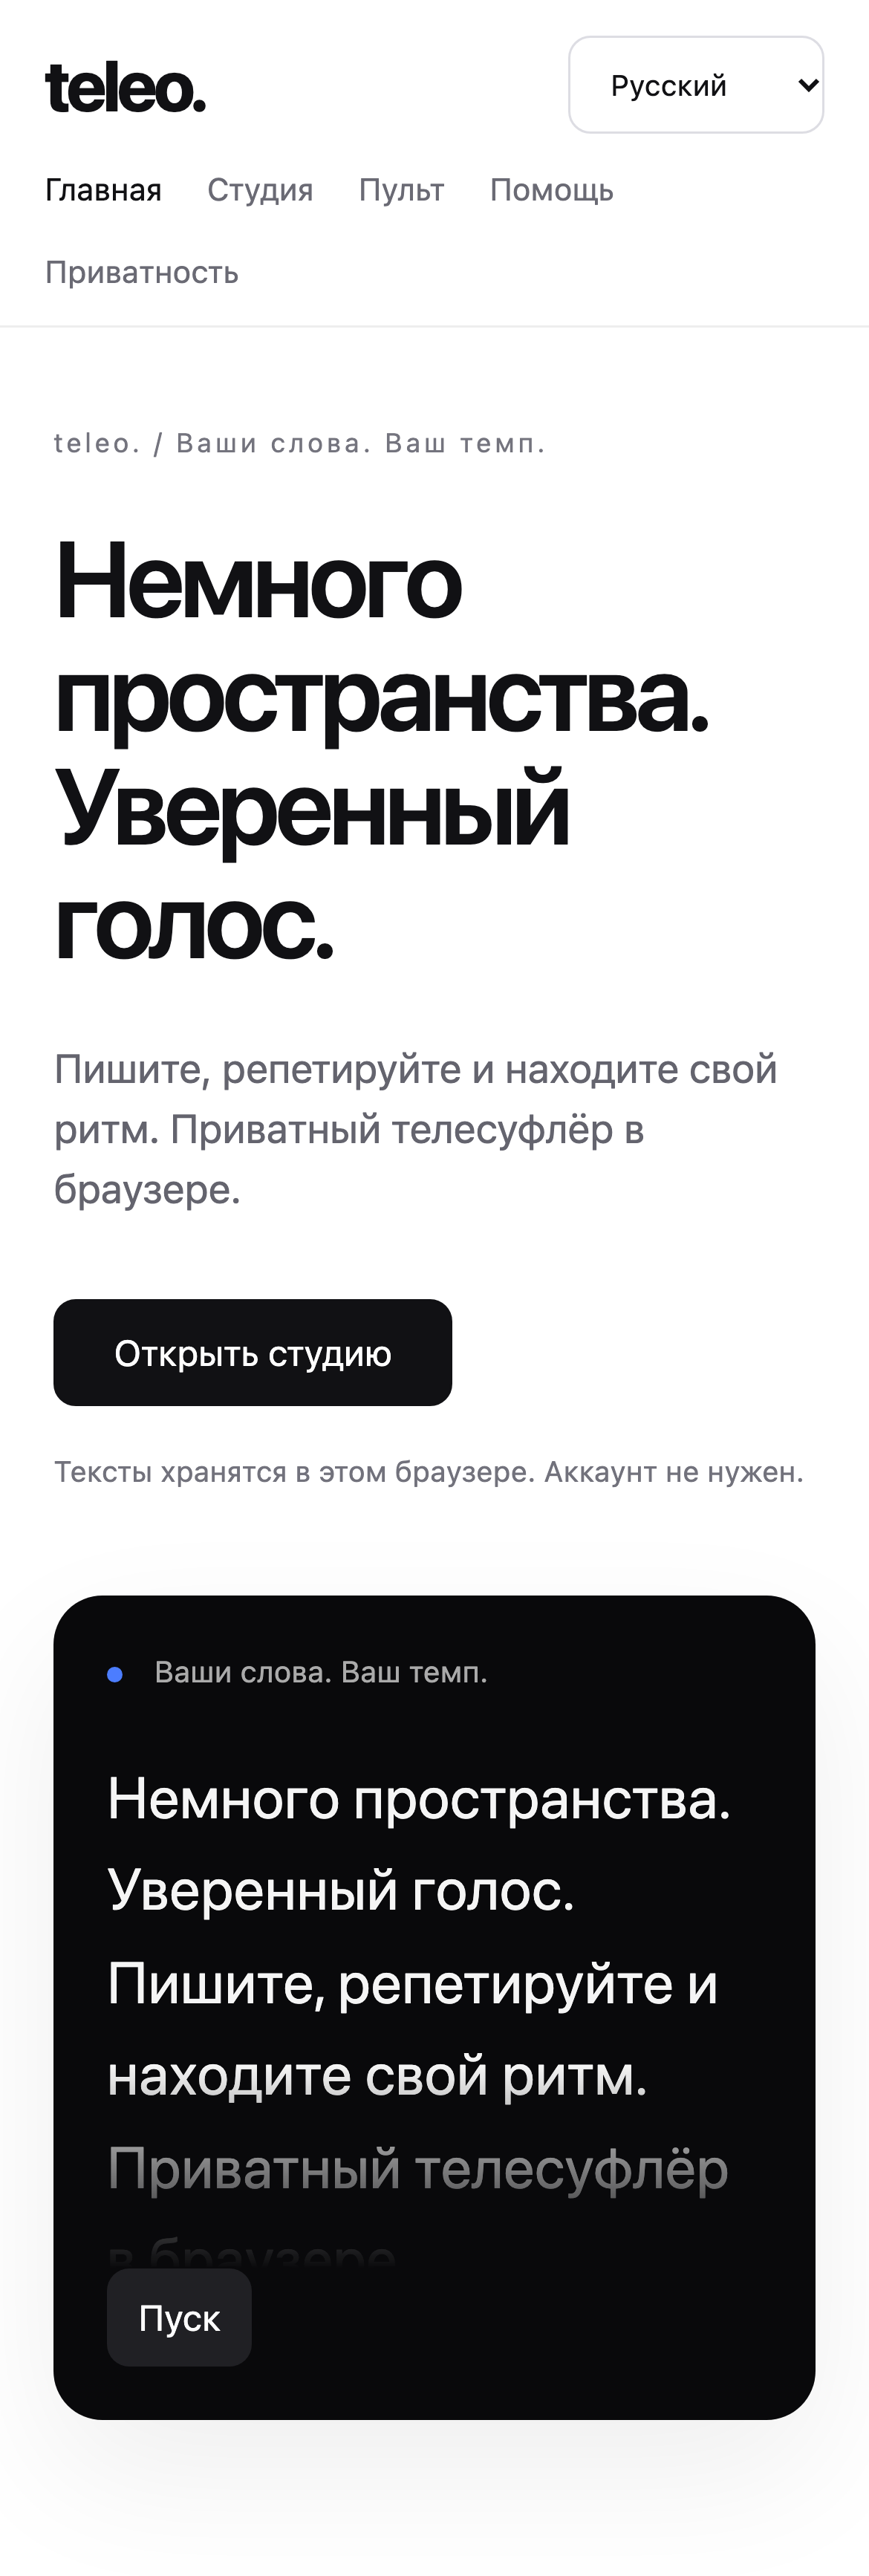 teleo.
Русский
Главная Студия Пульт Помощь
Приватность
teleo. / Ваши слова. Ваш темп.
Немного
пространства.
Уверенный
голос.
Пишите, репетируйте и находите свой
ритм. Приватный телесуфлёр в
браузере.
Открыть студию
Тексты хранятся в этом браузере. Аккаунт не нужен.
Ваши слова. Ваш темп.
Немного пространства.
Уверенный голос.
Пишите, репетируйте и
находите свой ритм.
Приватный телесуфлёр
в браузере
Пуск